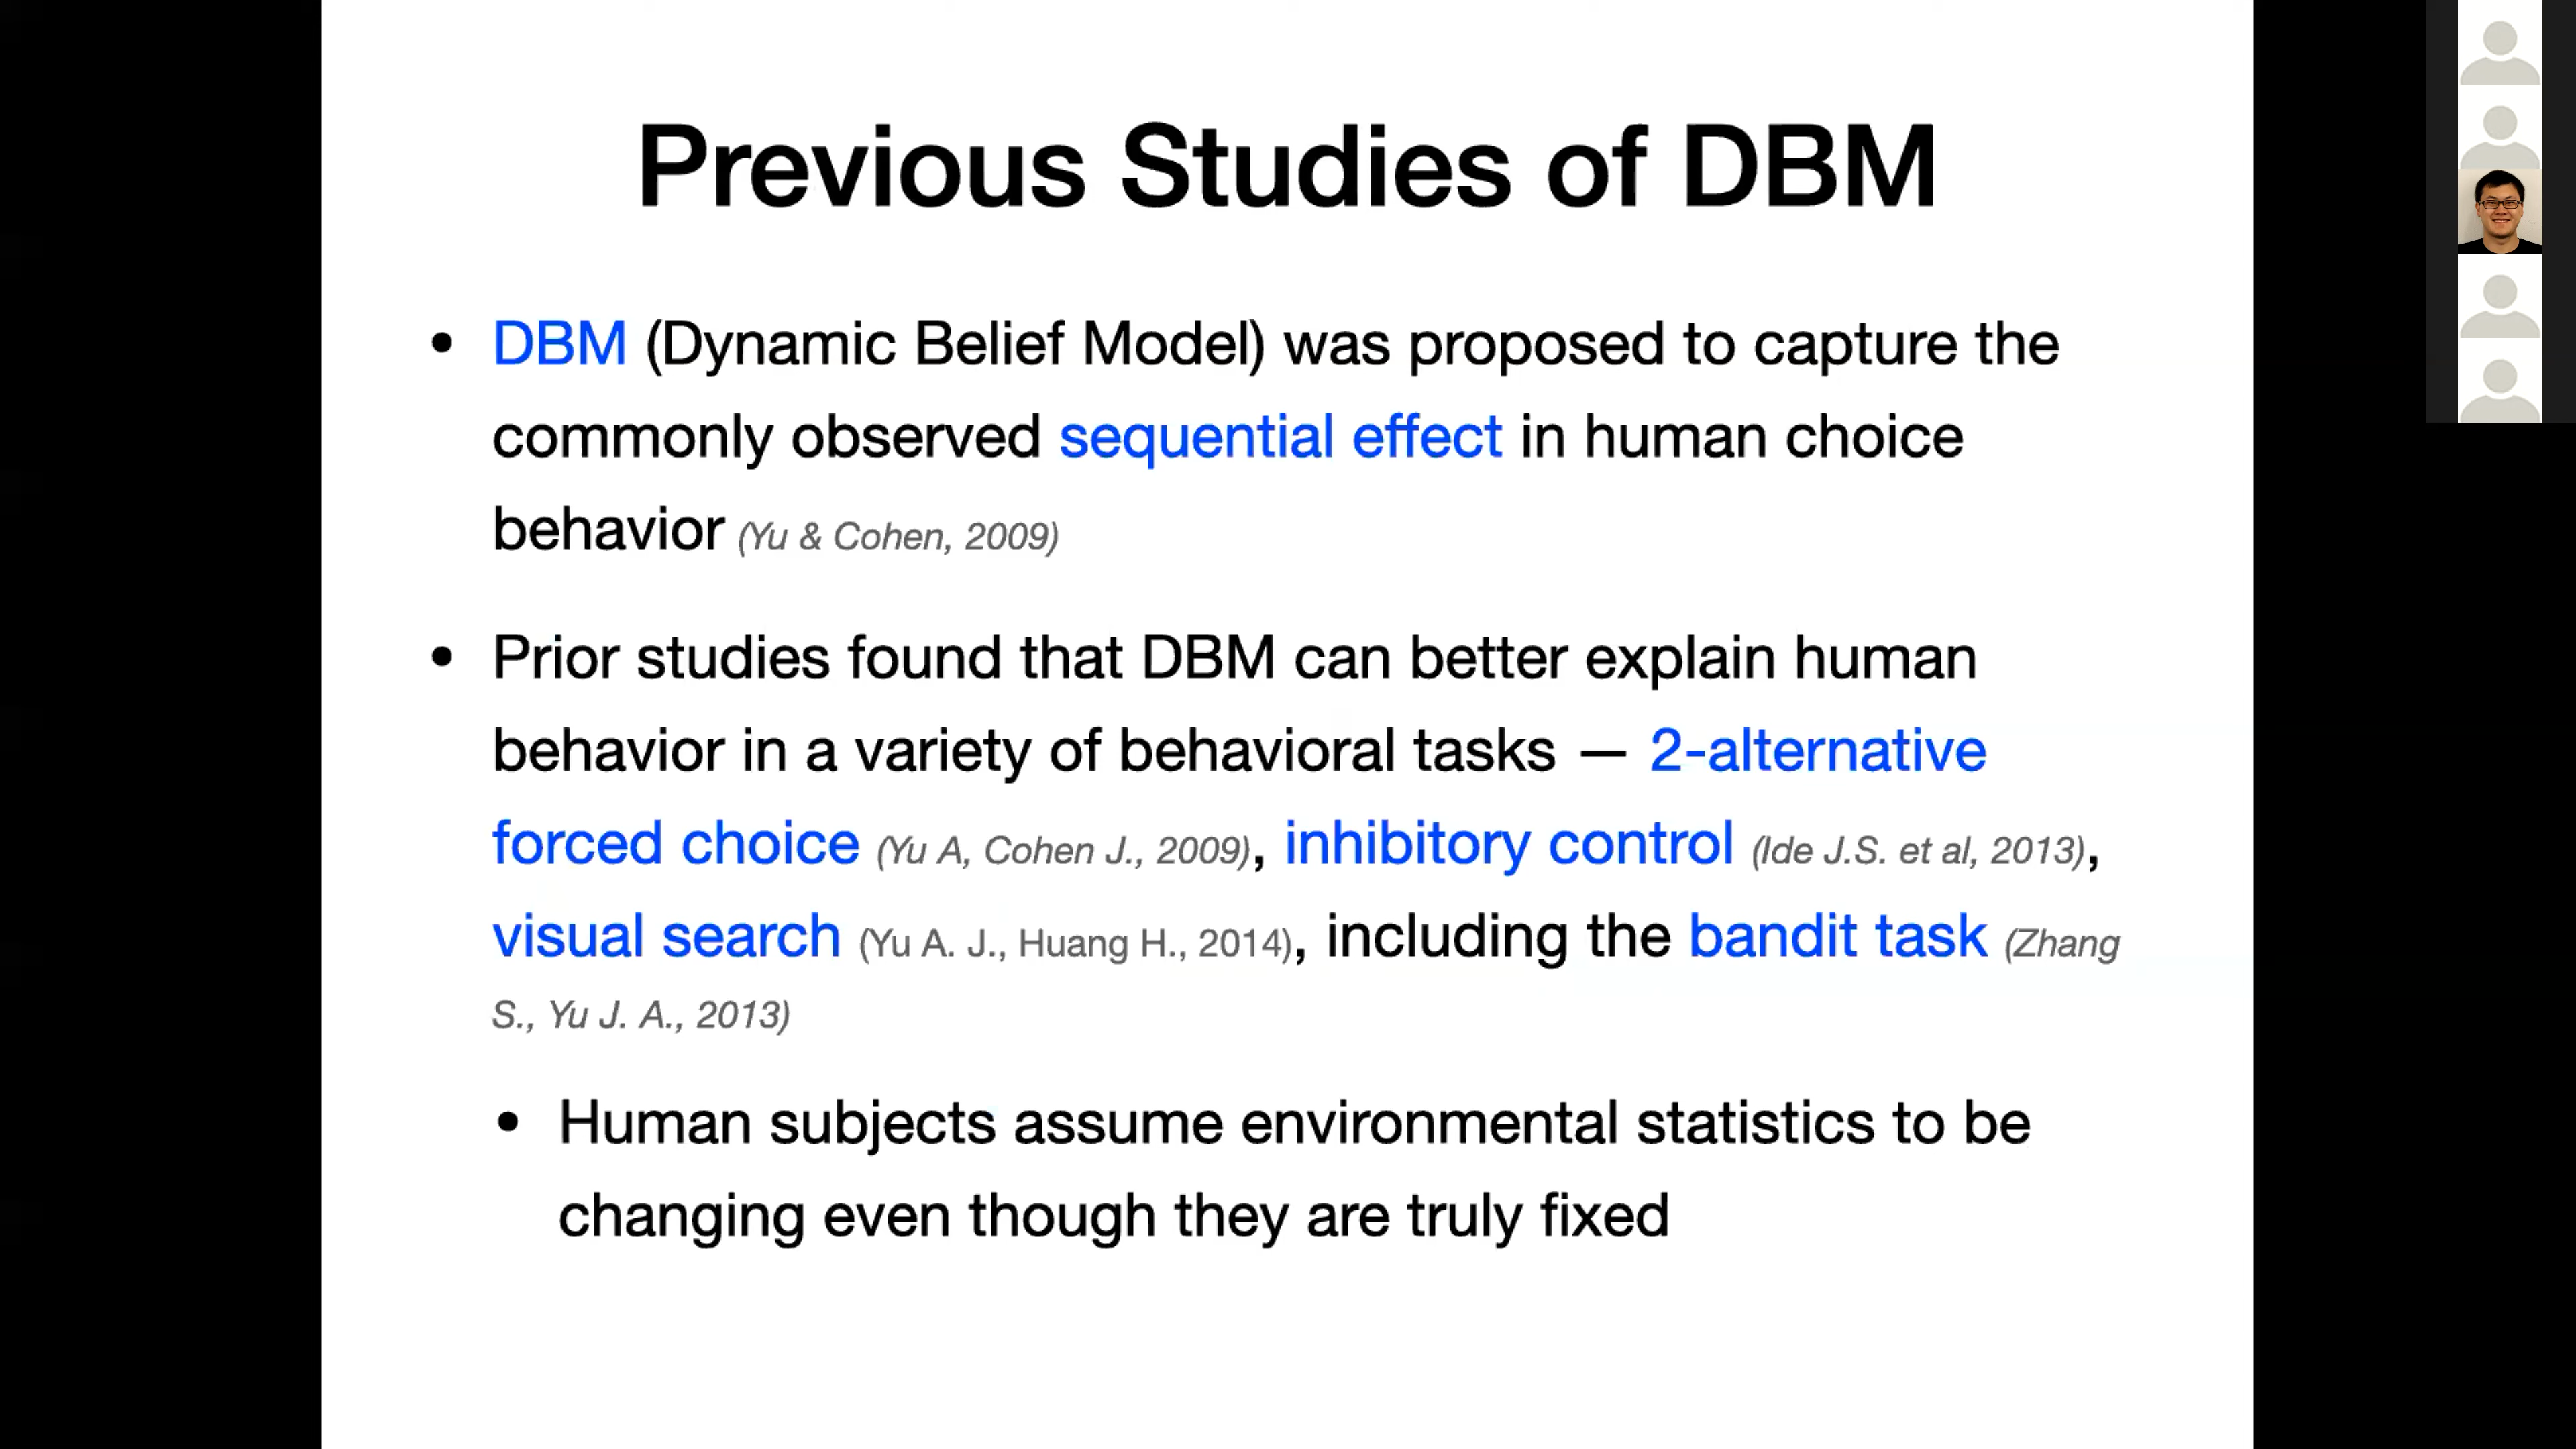 Previous Studies of DBM
• DBM (Dynamic Belief Model) was proposed to capture the
commonly observed sequential effect in human choice
behavior (Yu & Cohen, 2009)
• Prior studies found that DBM can better explain human
behavior in a variety of behavioral tasks — 2-alternative
forced choice (Yu A, Cohen J., 2009), inhibitory control (Ide J.S. et al, 2013),
visual search (Yu A. J., Huang H., 2014), including the bandit task (Zhang
S., Yu J. A., 2013)
• Human subjects assume environmental statistics to be
changing even though they are truly fixed